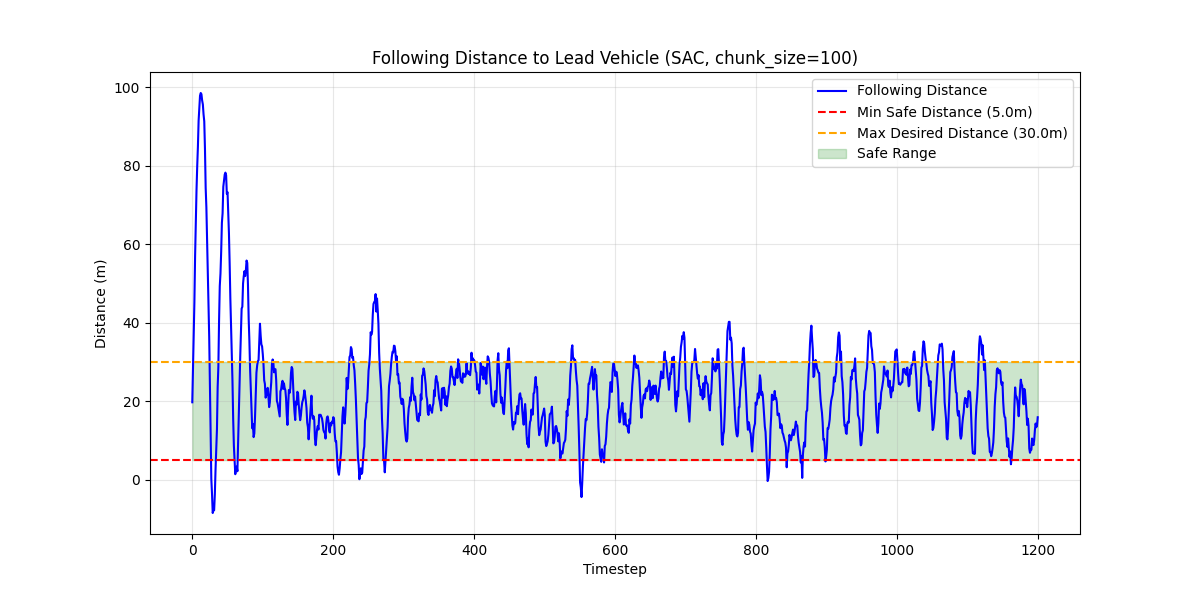 Following Distance to Lead Vehicle (SAC, chunk_size=100)
Following Distance
Min Safe Distance (5.0m)
Max Desired Distance (30.0m)
Safe Range
Distance (m)
100
80
60
40
20
0
0 200 400 600 800 1000 1200
Timestep